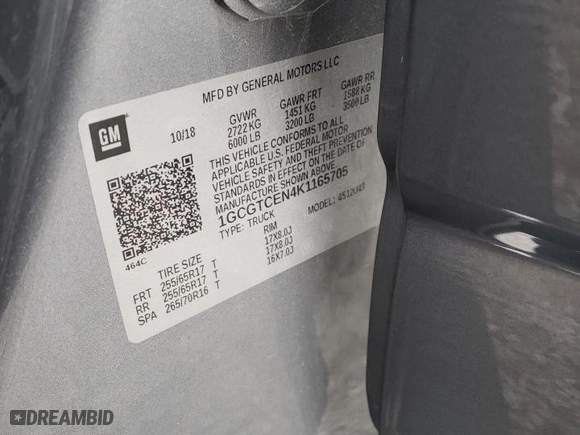 MFD BY GENERAL MOTORS LLC
GM
10/18
GVWR GAWR FRT GAWR RR
2722 KG 1451 KG 1588 KG
6000 LB 3200 LB 3500 LB
THIS VEHICLE CONFORMS TO ALL
APPLICABLE U.S. FEDERAL MOTOR
VEHICLE SAFETY AND THEFT PREVENTION
STANDARDS IN EFFECT ON THE DATE OF
MANUFACTURE SHOWN ABOVE.
1GCGTCEN4K1165705
TYPE: TRUCK MODEL:
464C
TIRE SIZE RIM
FRT 255/65R17 T 17X8.0J
RR 255/65R17 T 17X8.0J
SPA 265/70R16 T 16X7.0J
DREAMBID